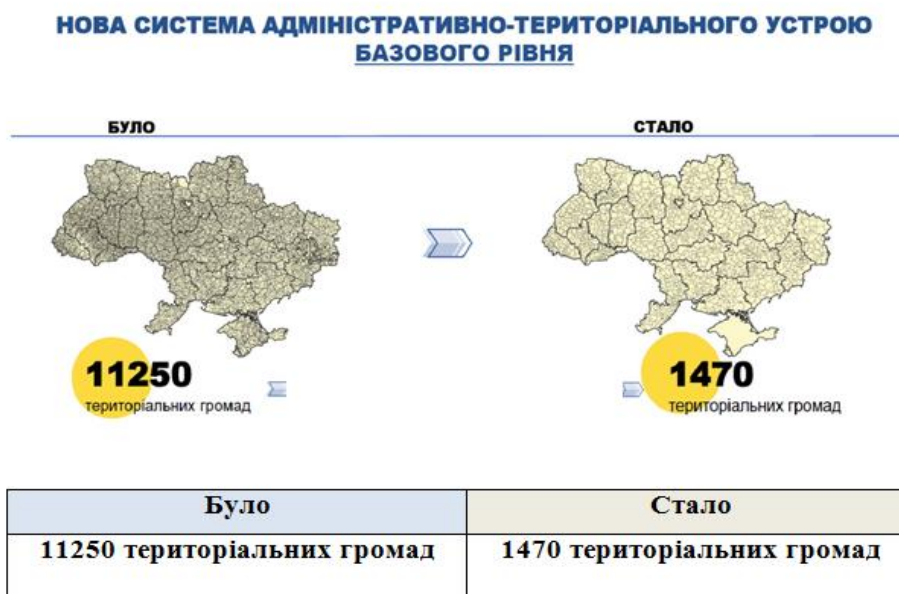 НОВА СИСТЕМА АДМІНІСТРАТИВНО-ТЕРИТОРІАЛЬНОГО УСТРОЮ
БАЗОВОГО РІВНЯ
БУЛО
СТАЛО
11250
територіальних громад
1470
територіальних громад
Було
Стало
11250 територіальних громад
1470 територіальних громад